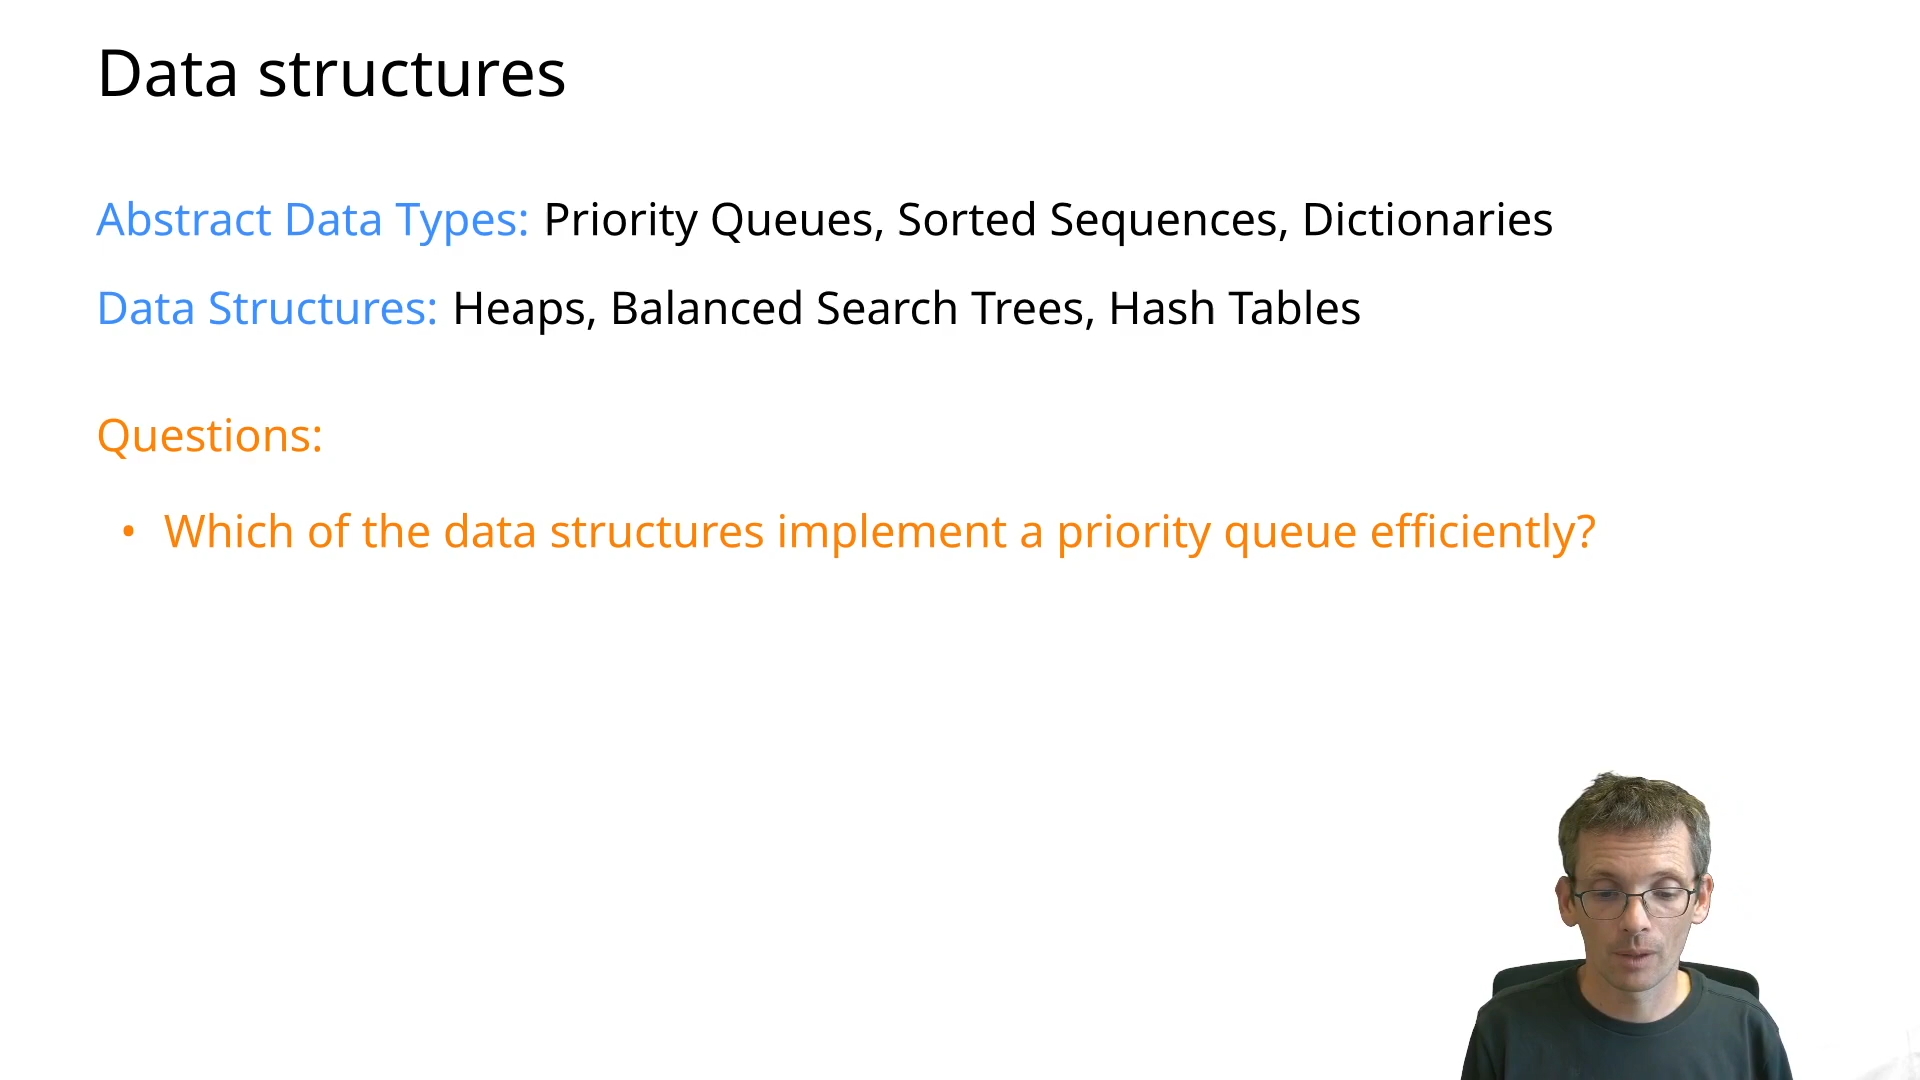 Data structures
Abstract Data Types: Priority Queues, Sorted Sequences, Dictionaries
Data Structures: Heaps, Balanced Search Trees, Hash Tables
Questions:
• Which of the data structures implement a priority queue efficiently?